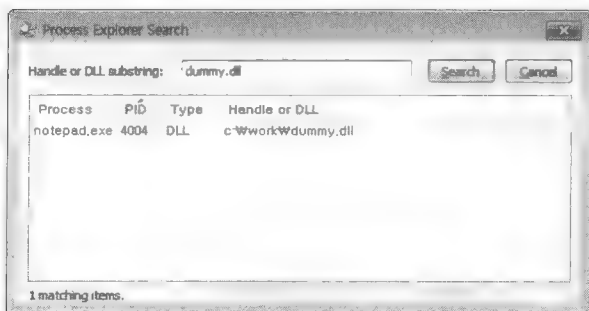 Process Explorer Search
Handle or DLL substring: dummy.dll Search Cancel
Process PID Type Handle or DLL
notepad.exe 4004 DLL c:₩work₩dummy.dll
1 matching items.